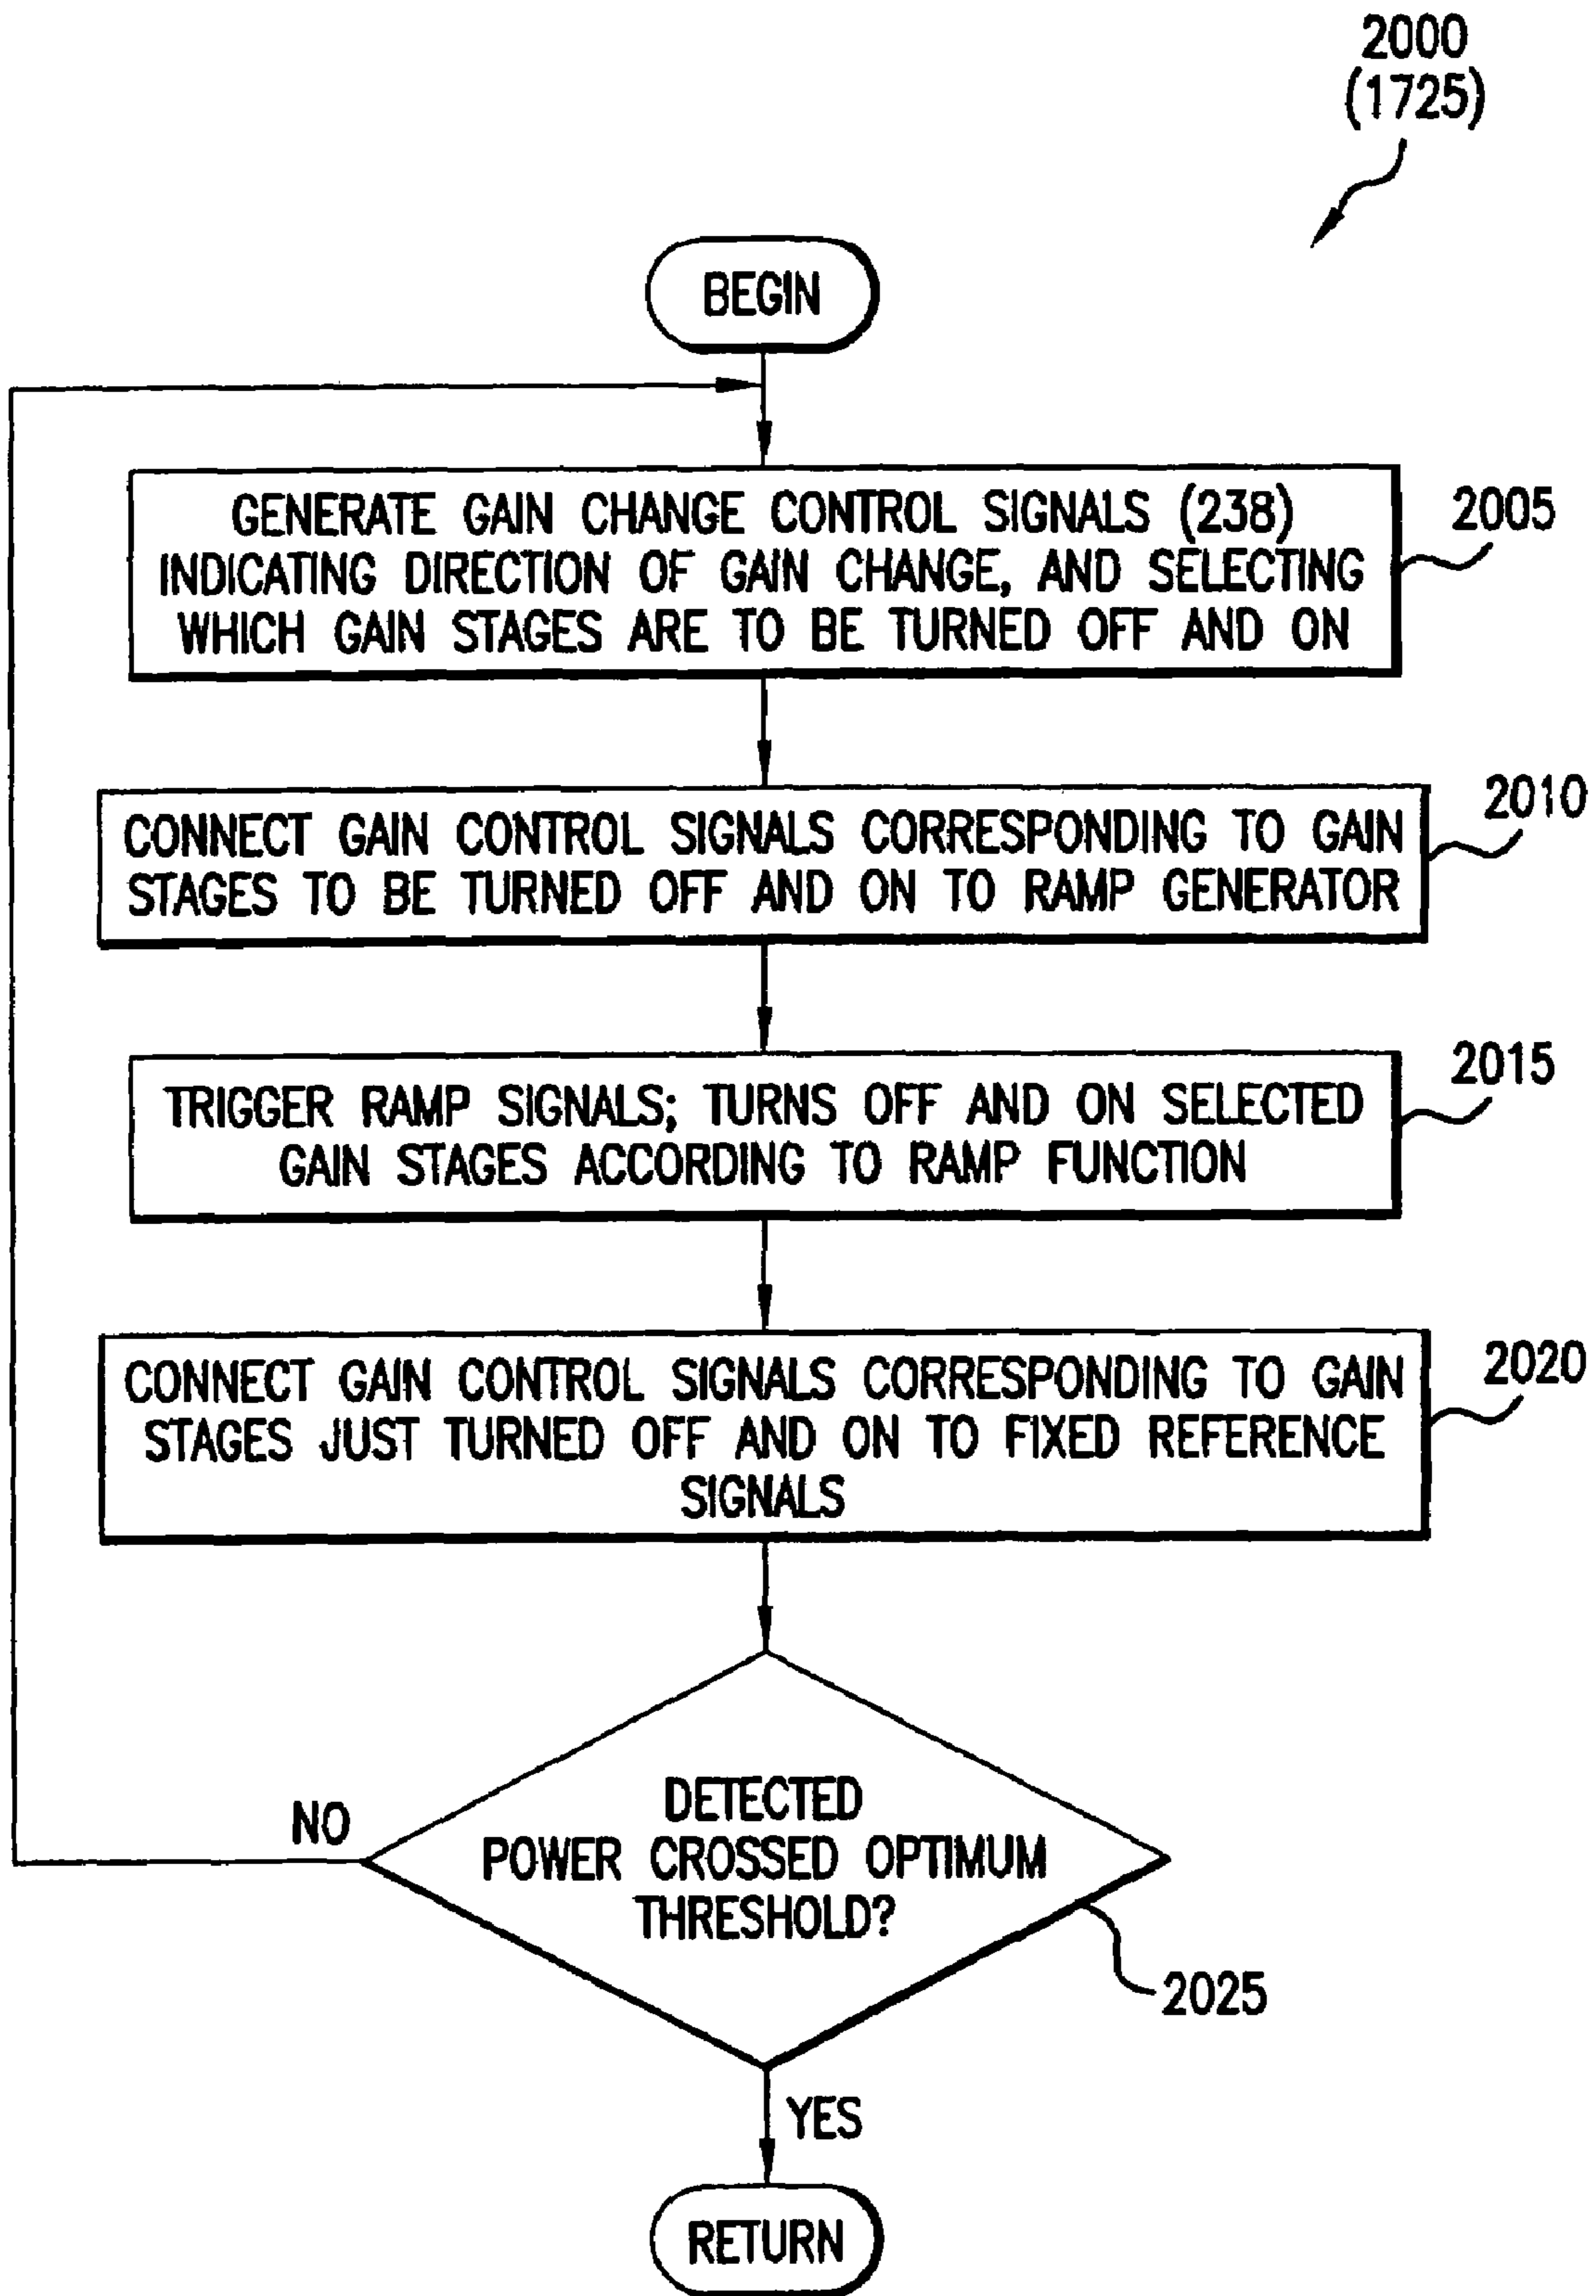 2000
(1725)
BEGIN
GENERATE GAIN CHANGE CONTROL SIGNALS (238)
INDICATING DIRECTION OF GAIN CHANGE, AND SELECTING
WHICH GAIN STAGES ARE TO BE TURNED OFF AND ON
2005
CONNECT GAIN CONTROL SIGNALS CORRESPONDING TO GAIN
STAGES TO BE TURNED OFF AND ON TO RAMP GENERATOR
2010
TRIGGER RAMP SIGNALS; TURNS OFF AND ON SELECTED
GAIN STAGES ACCORDING TO RAMP FUNCTION
2015
CONNECT GAIN CONTROL SIGNALS CORRESPONDING TO GAIN
STAGES JUST TURNED OFF AND ON TO FIXED REFERENCE
SIGNALS
2020
DETECTED
POWER CROSSED OPTIMUM
THRESHOLD?
NO
2025
YES
RETURN